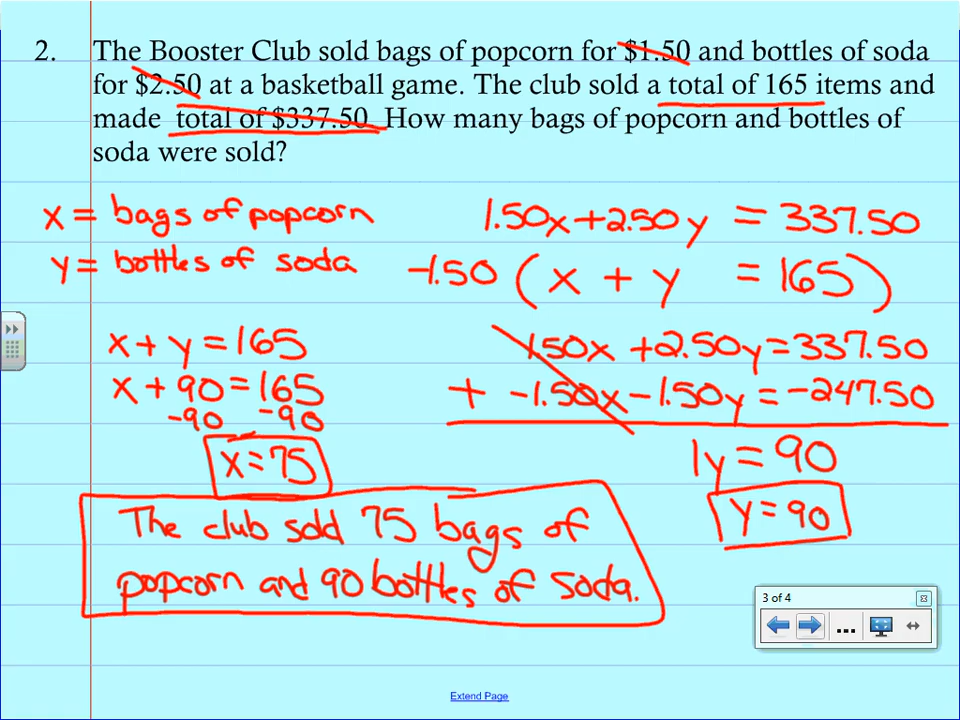 2. The Booster Club sold bags of popcorn for $1.50 and bottles of soda
for $2.50 at a basketball game. The club sold a total of 165 items and
made total of $337.50. How many bags of popcorn and bottles of
soda were sold?
x = bags of popcorn
y = bottles of soda
1.50x+2.50y = 337.50
-1.50 ( x + y = 165 )
x + y = 165
x + 90 = 165
-90 -90
x = 75
1.50x +2.50y = 337.50
+ -1.50x - 1.50y = -247.50
1y = 90
y = 90
The club sold 75 bags of
popcorn and 90 bottles of soda.
3 of 4
...
Extend Page